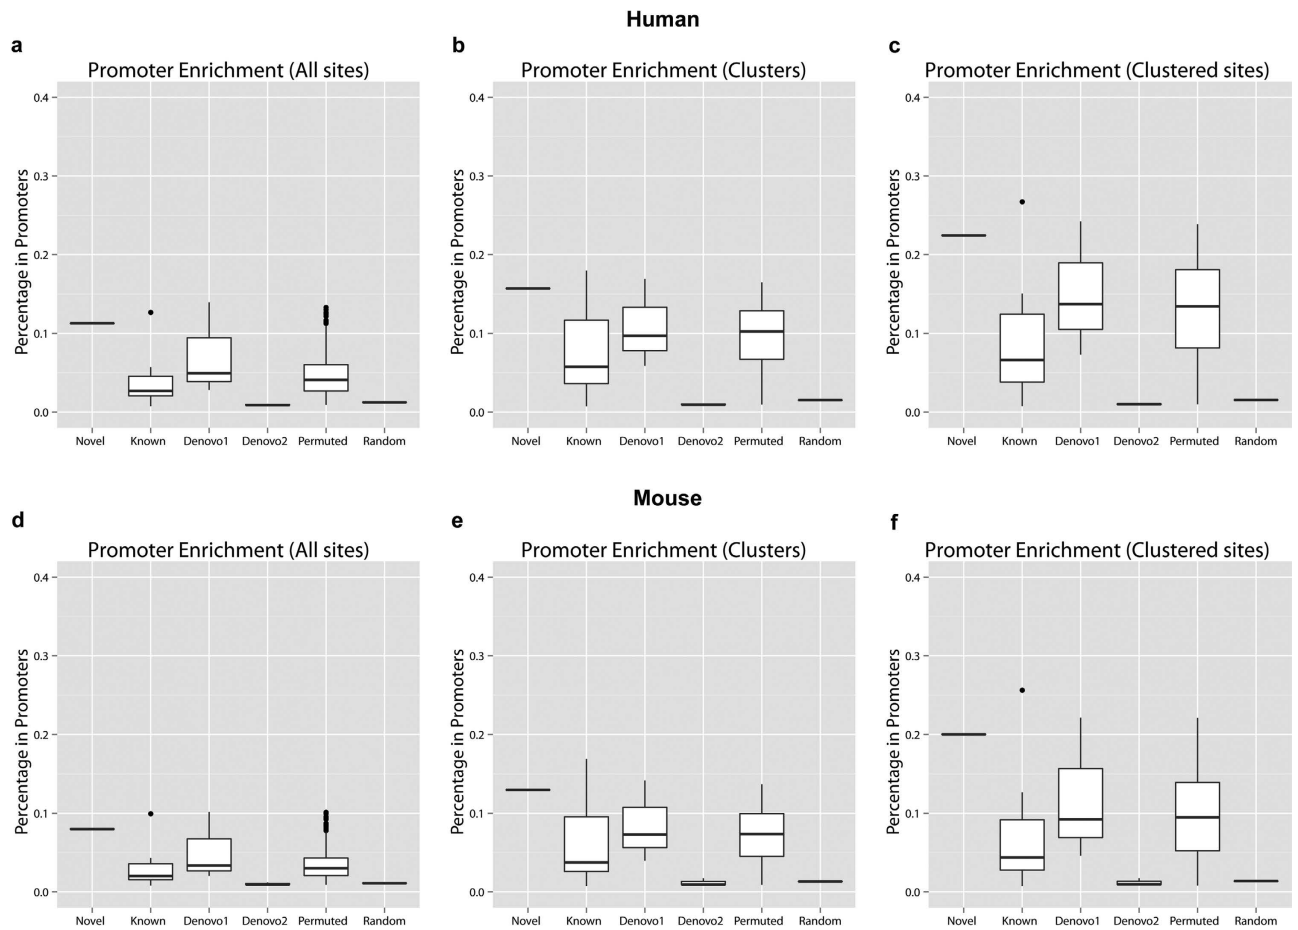 Human
a
b
c
Promoter Enrichment (All sites)
Promoter Enrichment (Clusters)
Promoter Enrichment (Clustered sites)
Percentage in Promoters
0.4
0.3
0.2
0.1
0.0
Novel Known Denovo1 Denovo2 Permuted Random
Percentage in Promoters
0.4
0.3
0.2
0.1
0.0
Novel Known Denovo1 Denovo2 Permuted Random
Percentage in Promoters
0.4
0.3
0.2
0.1
0.0
Novel Known Denovo1 Denovo2 Permuted Random
Mouse
d
e
f
Promoter Enrichment (All sites)
Promoter Enrichment (Clusters)
Promoter Enrichment (Clustered sites)
Percentage in Promoters
0.4
0.3
0.2
0.1
0.0
Novel Known Denovo1 Denovo2 Permuted Random
Percentage in Promoters
0.4
0.3
0.2
0.1
0.0
Novel Known Denovo1 Denovo2 Permuted Random
Percentage in Promoters
0.4
0.3
0.2
0.1
0.0
Novel Known Denovo1 Denovo2 Permuted Random